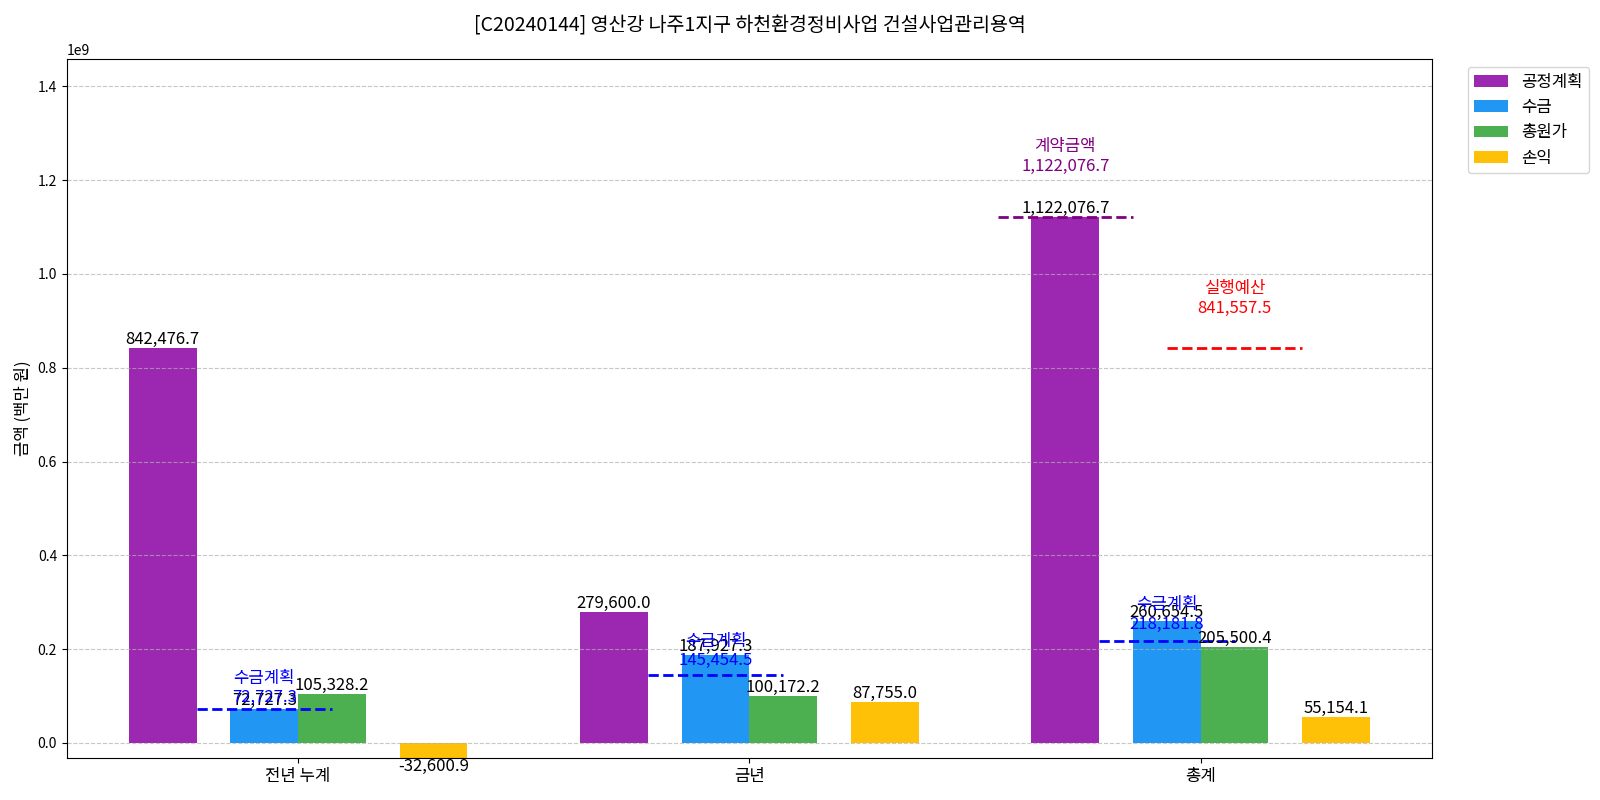 [C20240144] 영산강 나주1지구 하천환경정비사업 건설사업관리용역
1e9
금액 (백만 원)
1.4
1.2
1.0
0.8
0.6
0.4
0.2
0.0
842,476.7
수금계획
72,727.3
72,727.3
105,328.2
-32,600.9
279,600.0
수금계획
187,927.3
145,454.5
100,172.2
87,755.0
계약금액
1,122,076.7
1,122,076.7
실행예산
841,557.5
수금계획
260,654.5
218,181.8
205,500.4
55,154.1
전년 누계
금년
총계
공정계획
수금
총원가
손익